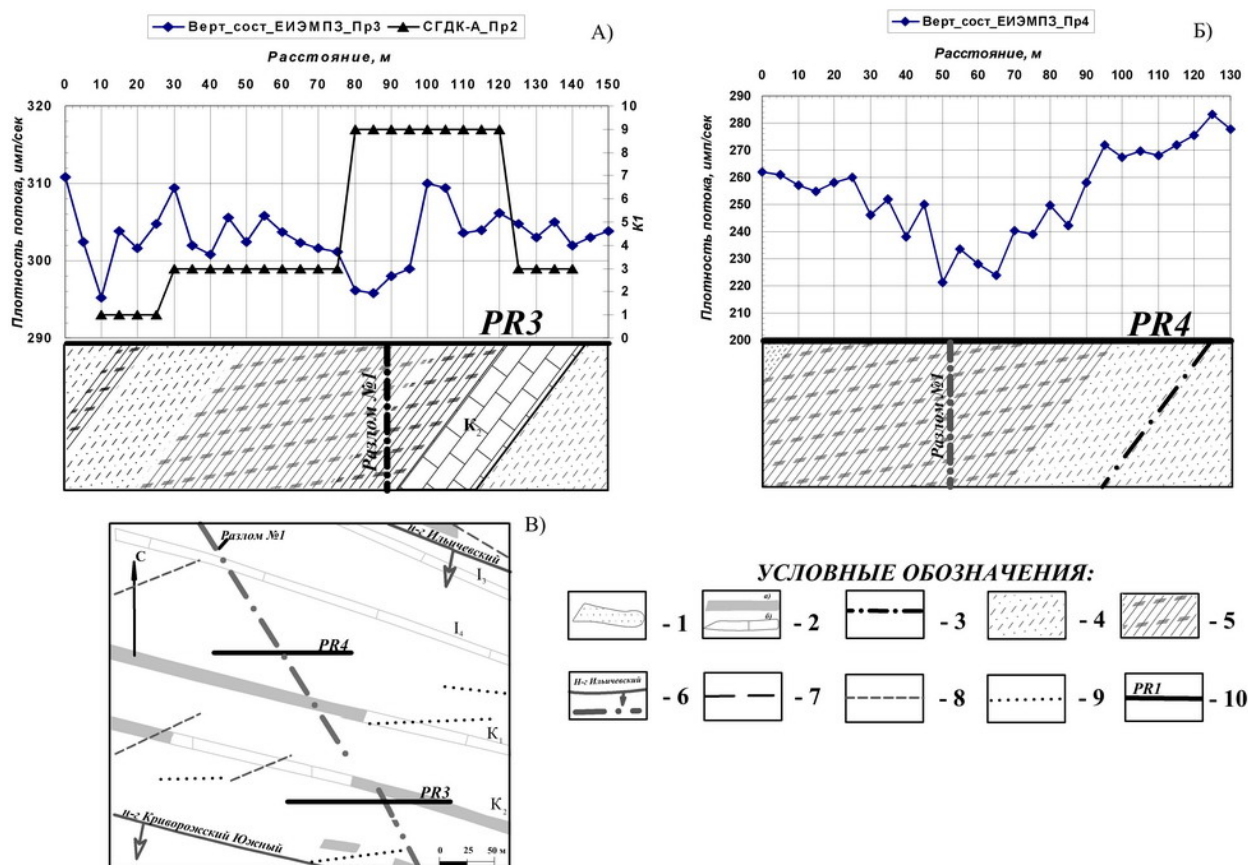 Верт_сост_ЕИЭМПЗ_Пр3 СГДК-А_Пр2
А)
Расстояние, м
0 10 20 30 40 50 60 70 80 90 100 110 120 130 140 150
Плотность потока, имп/сек
320
310
300
290
10
9
8
7
6
5
4
3
2
1
0
К1
PR3
Разлом №1
К2
Верт_сост_ЕИЭМПЗ_Пр4
Б)
Расстояние, м
0 10 20 30 40 50 60 70 80 90 100 110 120 130
Плотность потока, имп/сек
290
280
270
260
250
240
230
220
210
200
PR4
Разлом №1
В)
Разлом №1
н-г Ильичевский
С
I3
I4
PR4
К1
PR3
К2
н-г Криворожский Южный
0 25 50 м
УСЛОВНЫЕ ОБОЗНАЧЕНИЯ:
- 1
а)
б)
- 2
- 3
- 4
- 5
Н-г Ильичевский
- 6
- 7
- 8
- 9
PR1
- 10